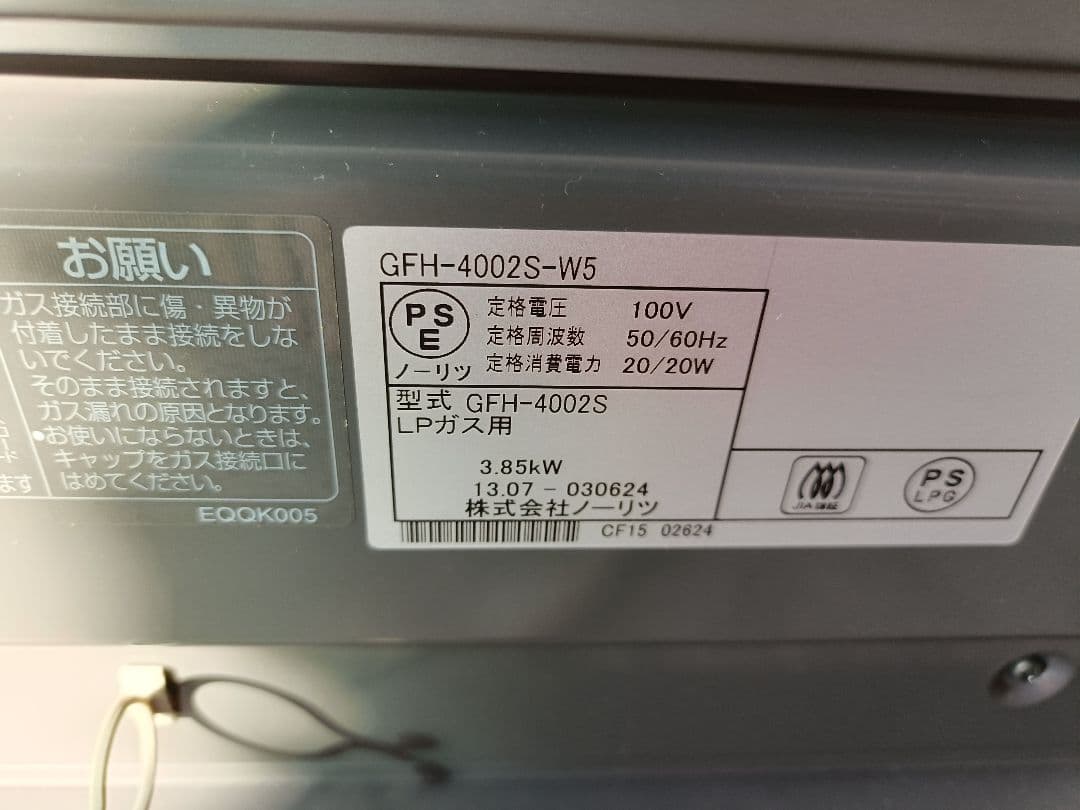 お願い
ガス接続部に傷・異物が
付着したまま接続をしな
いでください。
そのまま接続されますと、
ガス漏れの原因となります。
•お使いにならないときは、
キャップをガス接続口に
はめてください。
EQQK005
ード
ます
GFH-4002S-W5
PS
E
ノーリツ
定格電圧 100V
定格周波数 50/60Hz
定格消費電力 20/20W
型式 GFH-4002S
LPガス用
3.85kW
13.07-030624
株式会社ノーリツ
CF15 02624
JIA認証
PS
LPG